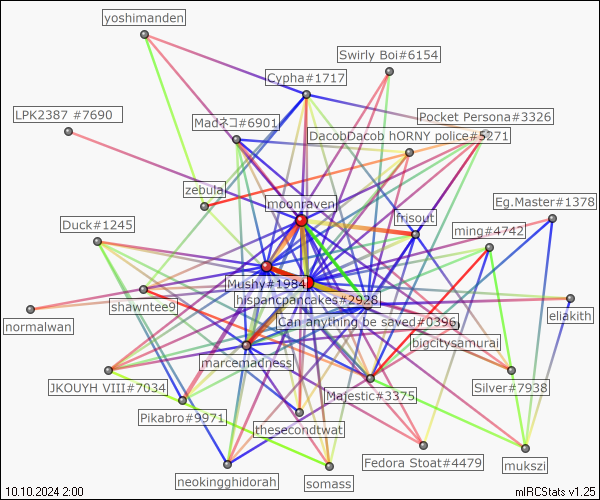 yoshimanden
Swirly Boi#6154
Cypha#1717
LPK2387 #7690
Madネコ#6901
Pocket Persona#3326
DacobDacob hORNY police#5271
zebula
moonraven
Eg.Master#1378
frisout
Duck#1245
ming#4742
Mushy#1984
hispanicpancakes#2928
shawntee9
Can anything be saved#0396
eliakith
normalwan
bigcitysamurai
marcemadness
JKOUYH VIII#7034
Silver#7938
Majestic#3375
Pikabro#9971
thesecondtwat
Fedora Stoat#4479
mukszi
neokingghidorah
somass
10.10.2024 2:00
mIRCStats v1.25